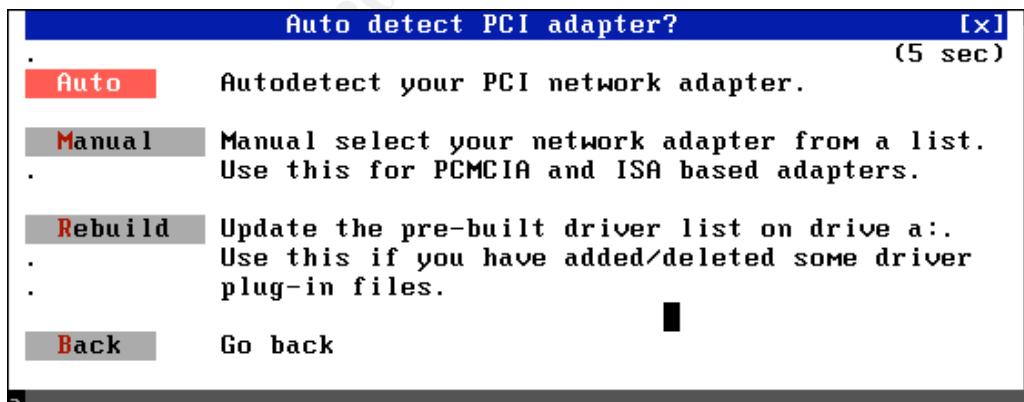 Auto detect PCI adapter? [x]
. (5 sec)
Auto Autodetect your PCI network adapter.
Manual Manual select your network adapter from a list.
. Use this for PCMCIA and ISA based adapters.
Rebuild Update the pre-built driver list on drive a:.
. Use this if you have added/deleted some driver
. plug-in files.
Back Go back